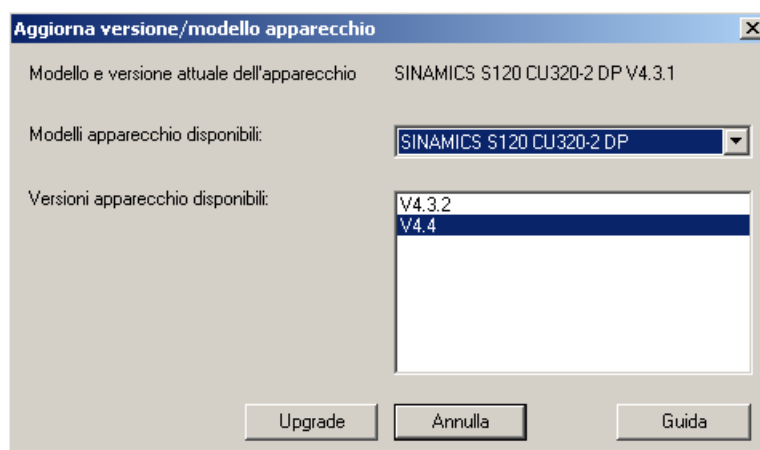 Aggiorna versione/modello apparecchio
Modello e versione attuale dell'apparecchio SINAMICS S120 CU320-2 DP V4.3.1
Modelli apparecchio disponibili: SINAMICS S120 CU320-2 DP
Versioni apparecchio disponibili:
V4.3.2
V4.4
Upgrade Annulla Guida